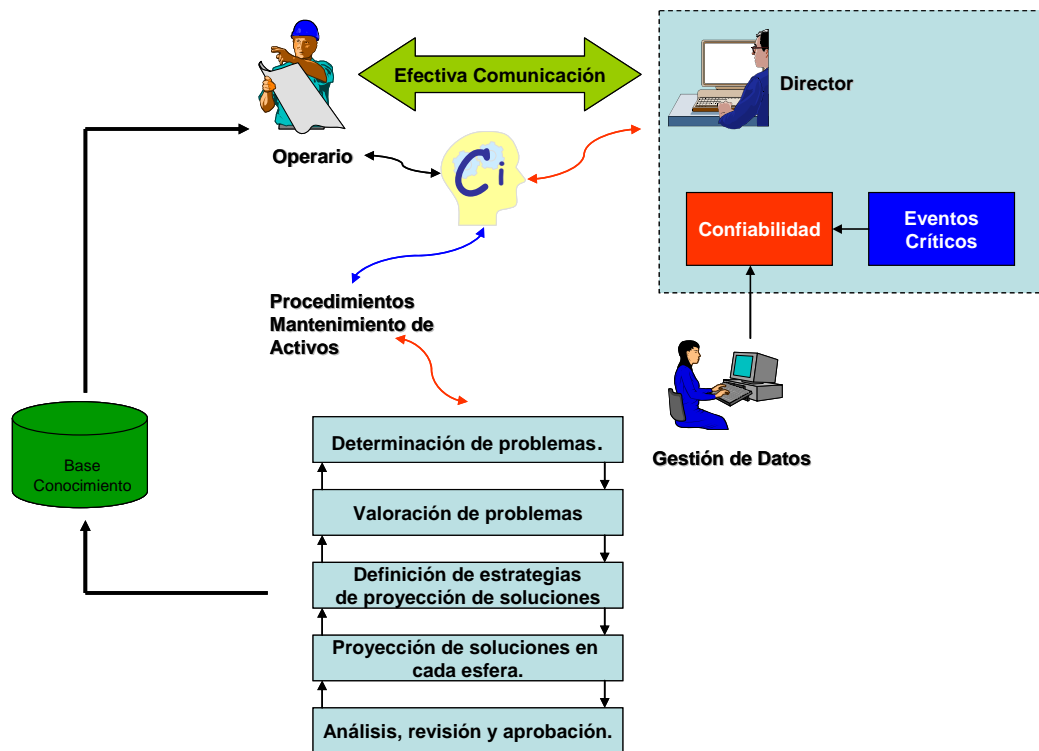 Efectiva Comunicación
Director
Operario
Ci
Confiabilidad
Eventos
Críticos
Procedimientos
Mantenimiento de
Activos
Determinación de problemas.
Gestión de Datos
Base
Conocimiento
Valoración de problemas
Definición de estrategias
de proyección de soluciones
Proyección de soluciones en
cada esfera.
Análisis, revisión y aprobación.